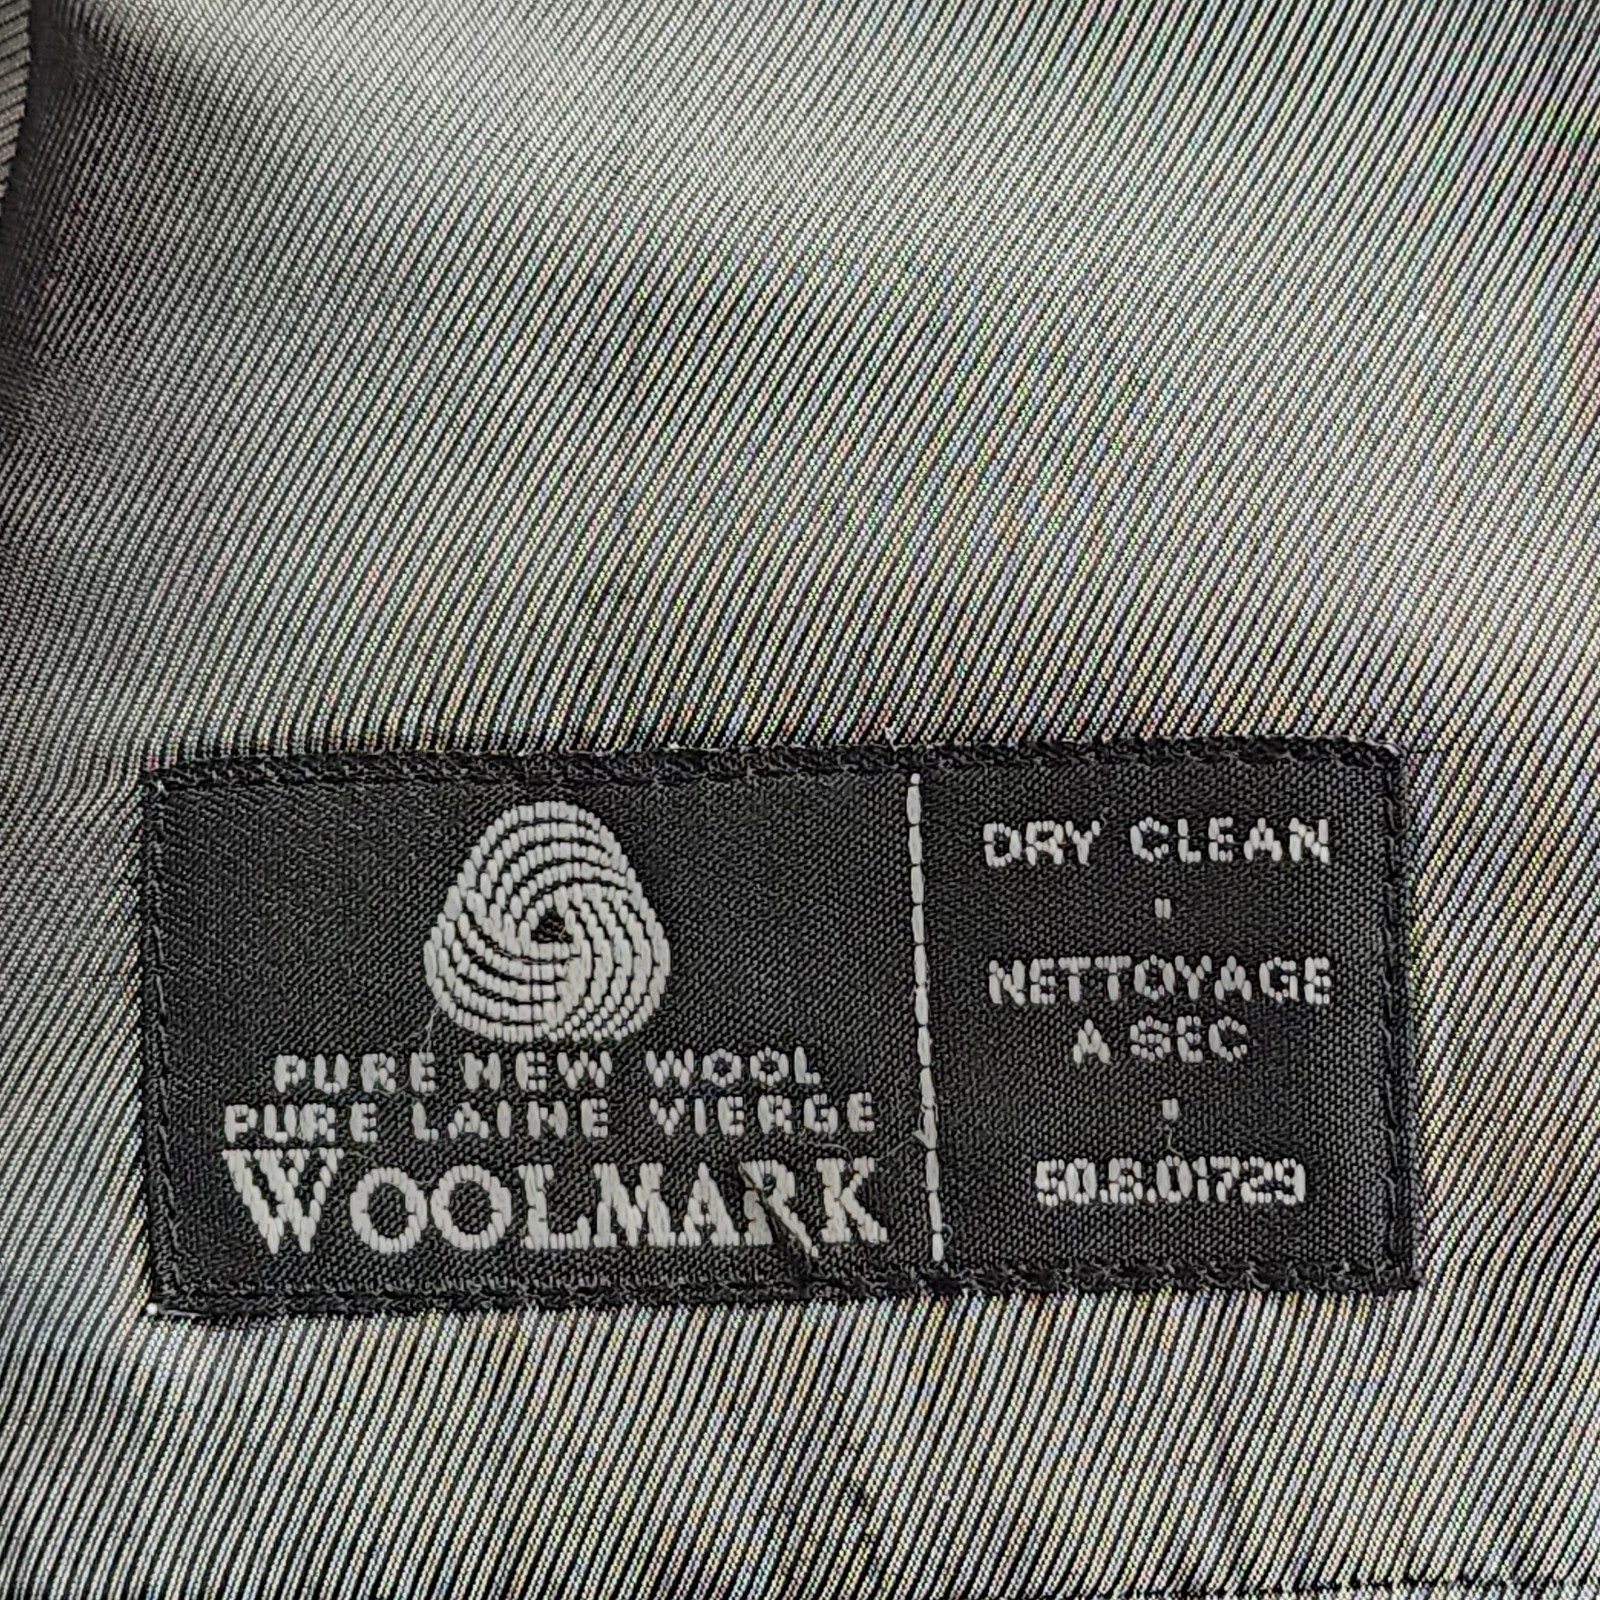 PURE NEW WOOL
PURE LAINE VIERGE
WOOLMARK
DRY CLEAN
NETTOYAGE
A SEC
50.6.01729